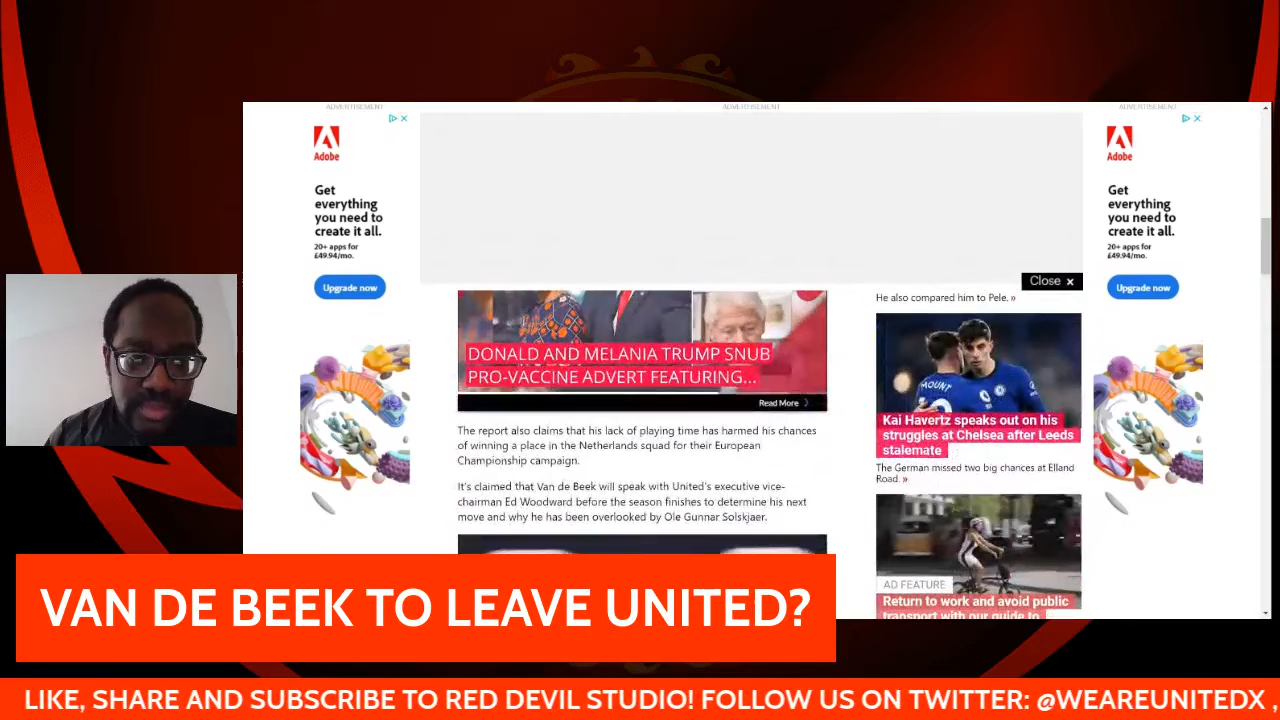 ADVERTISEMENT
ADVERTISEMENT
ADVERTISEMENT
Adobe
Get
everything
you need to
create it all.
20+ apps for
£49.94/mo.
Upgrade now
Close x
DONALD AND MELANIA TRUMP SNUB
PRO-VACCINE ADVERT FEATURING...
Read More
The report also claims that his lack of playing time has harmed his chances
of winning a place in the Netherlands squad for their European
Championship campaign.
It's claimed that Van de Beek will speak with United's executive vice-
chairman Ed Woodward before the season finishes to determine his next
move and why he has been overlooked by Ole Gunnar Solskjaer.
He also compared him to Pele. »
MOUNT
Kai Havertz speaks out on his
struggles at Chelsea after Leeds
stalemate
The German missed two big chances at Elland
Road. »
AD FEATURE
Return to work and avoid public
transport with our guide to
Adobe
Get
everything
you need to
create it all.
20+ apps for
£49.94/mo.
Upgrade now
VAN DE BEEK TO LEAVE UNITED?
LIKE, SHARE AND SUBSCRIBE TO RED DEVIL STUDIO! FOLLOW US ON TWITTER: @WEAREUNITEDX ,